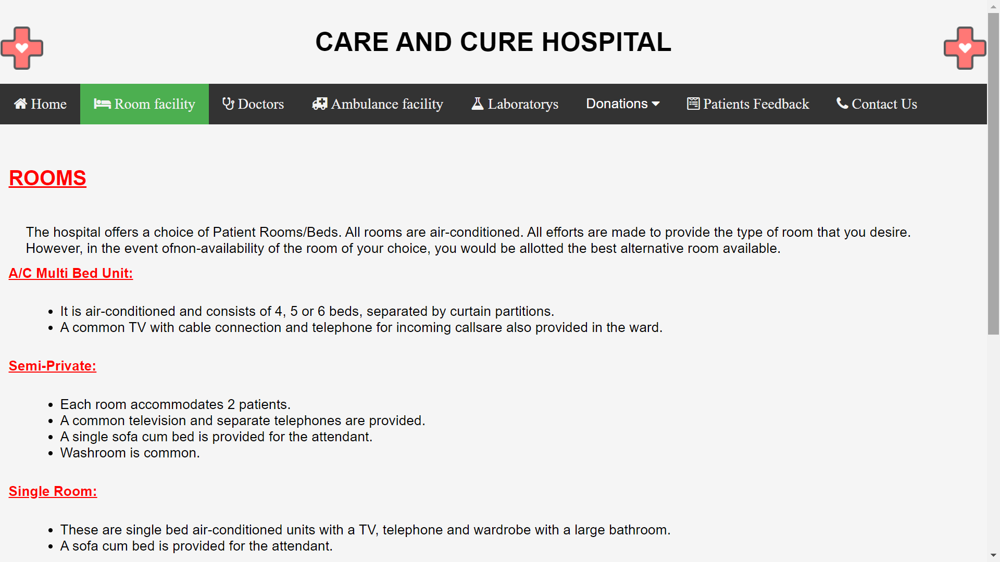 CARE AND CURE HOSPITAL
Home Room facility Doctors Ambulance facility Laboratorys Donations Patients Feedback Contact Us
ROOMS
The hospital offers a choice of Patient Rooms/Beds. All rooms are air-conditioned. All efforts are made to provide the type of room that you desire.
However, in the event ofnon-availability of the room of your choice, you would be allotted the best alternative room available.
A/C Multi Bed Unit:
• It is air-conditioned and consists of 4, 5 or 6 beds, separated by curtain partitions.
• A common TV with cable connection and telephone for incoming callsare also provided in the ward.
Semi-Private:
• Each room accommodates 2 patients.
• A common television and separate telephones are provided.
• A single sofa cum bed is provided for the attendant.
• Washroom is common.
Single Room:
• These are single bed air-conditioned units with a TV, telephone and wardrobe with a large bathroom.
• A sofa cum bed is provided for the attendant.